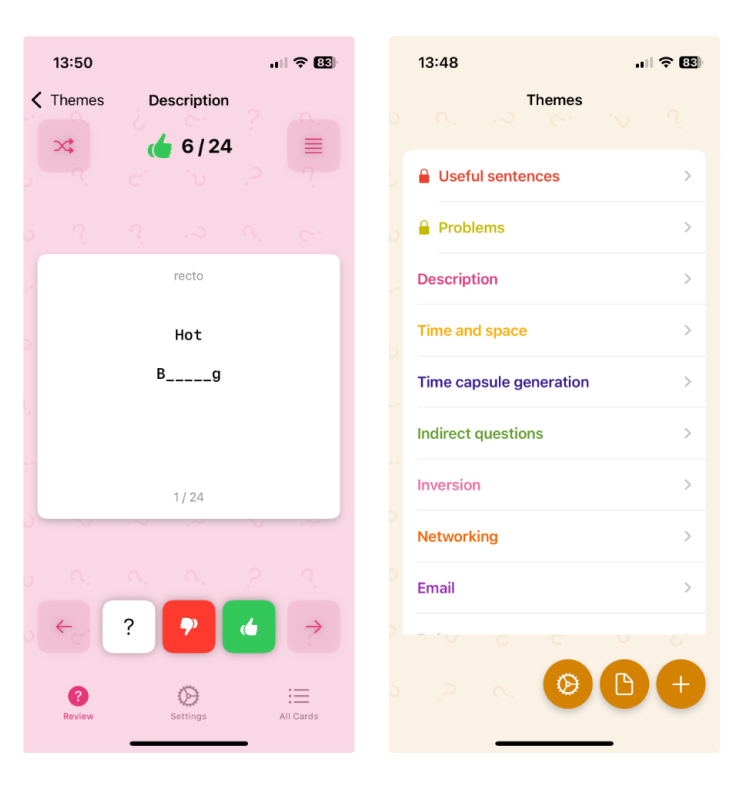 13:50
83
Themes
Description
6 / 24
recto
Hot
B_____g
1 / 24
?
?
Review
Settings
All Cards
13:48
83
Themes
Useful sentences
Problems
Description
Time and space
Time capsule generation
Indirect questions
Inversion
Networking
Email